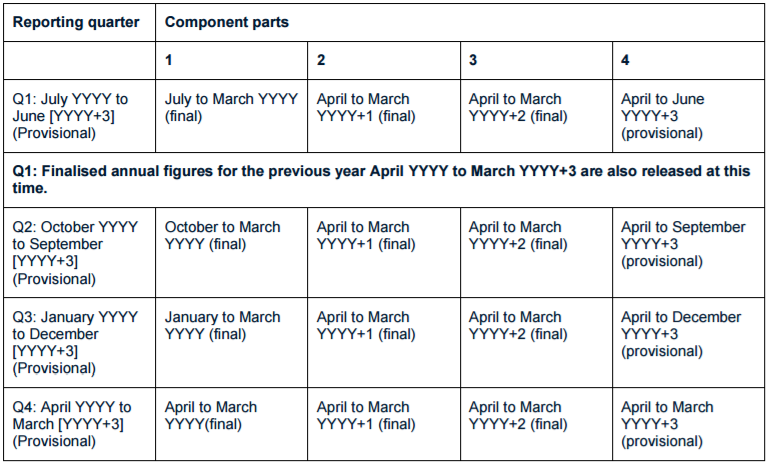 Reporting quarter
Component parts
1
2
3
4
Q1: July YYYY to
June [YYYY+3]
(Provisional)
July to March YYYY
(final)
April to March
YYYY+1 (final)
April to March
YYYY+2 (final)
April to June
YYYY+3
(provisional)
Q1: Finalised annual figures for the previous year April YYYY to March YYYY+3 are also released at this
time.
Q2: October YYYY
to September
[YYYY+3]
(Provisional)
October to March
YYYY (final)
April to March
YYYY+1 (final)
April to March
YYYY+2 (final)
April to September
YYYY+3
(provisional)
Q3: January YYYY
to December
[YYYY+3]
(Provisional)
January to March
YYYY (final)
April to March
YYYY+1 (final)
April to March
YYYY+2 (final)
April to December
YYYY+3
(provisional)
Q4: April YYYY to
March [YYYY+3]
(Provisional)
April to March
YYYY(final)
April to March
YYYY+1 (final)
April to March
YYYY+2 (final)
April to March
YYYY+3
(provisional)